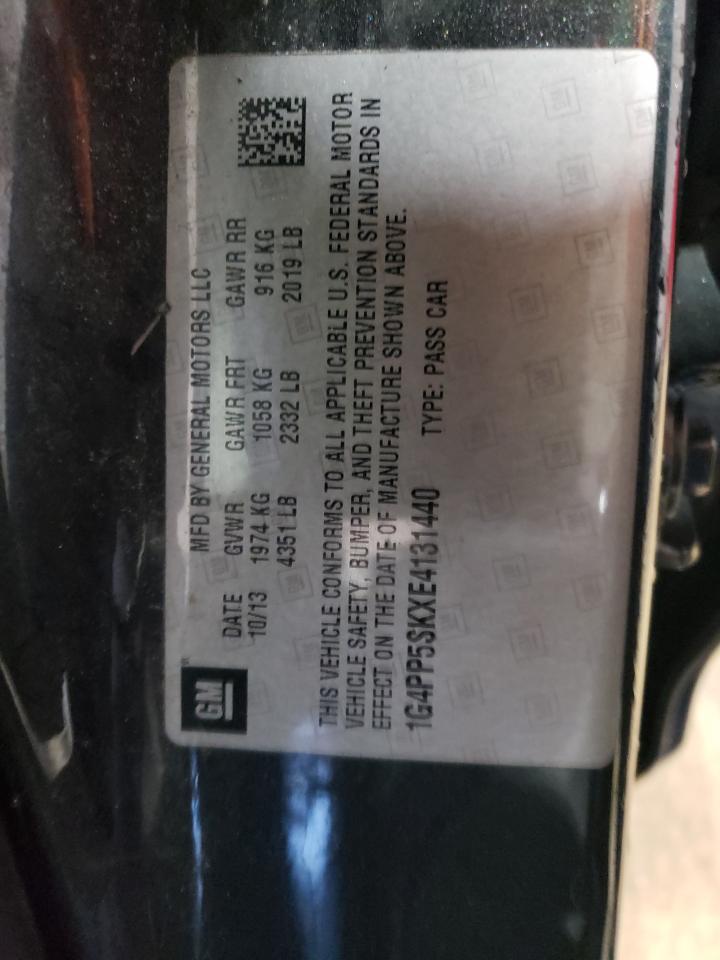 GM
MFD BY GENERAL MOTORS LLC
DATE GVWR GAWR FRT GAWR RR
10/13 1974 KG 1058 KG 916 KG
4351 LB 2332 LB 2019 LB
THIS VEHICLE CONFORMS TO ALL APPLICABLE U.S. FEDERAL MOTOR
VEHICLE SAFETY, BUMPER, AND THEFT PREVENTION STANDARDS IN
EFFECT ON THE DATE OF MANUFACTURE SHOWN ABOVE.
1G4PP5SKXE4131440 TYPE: PASS CAR